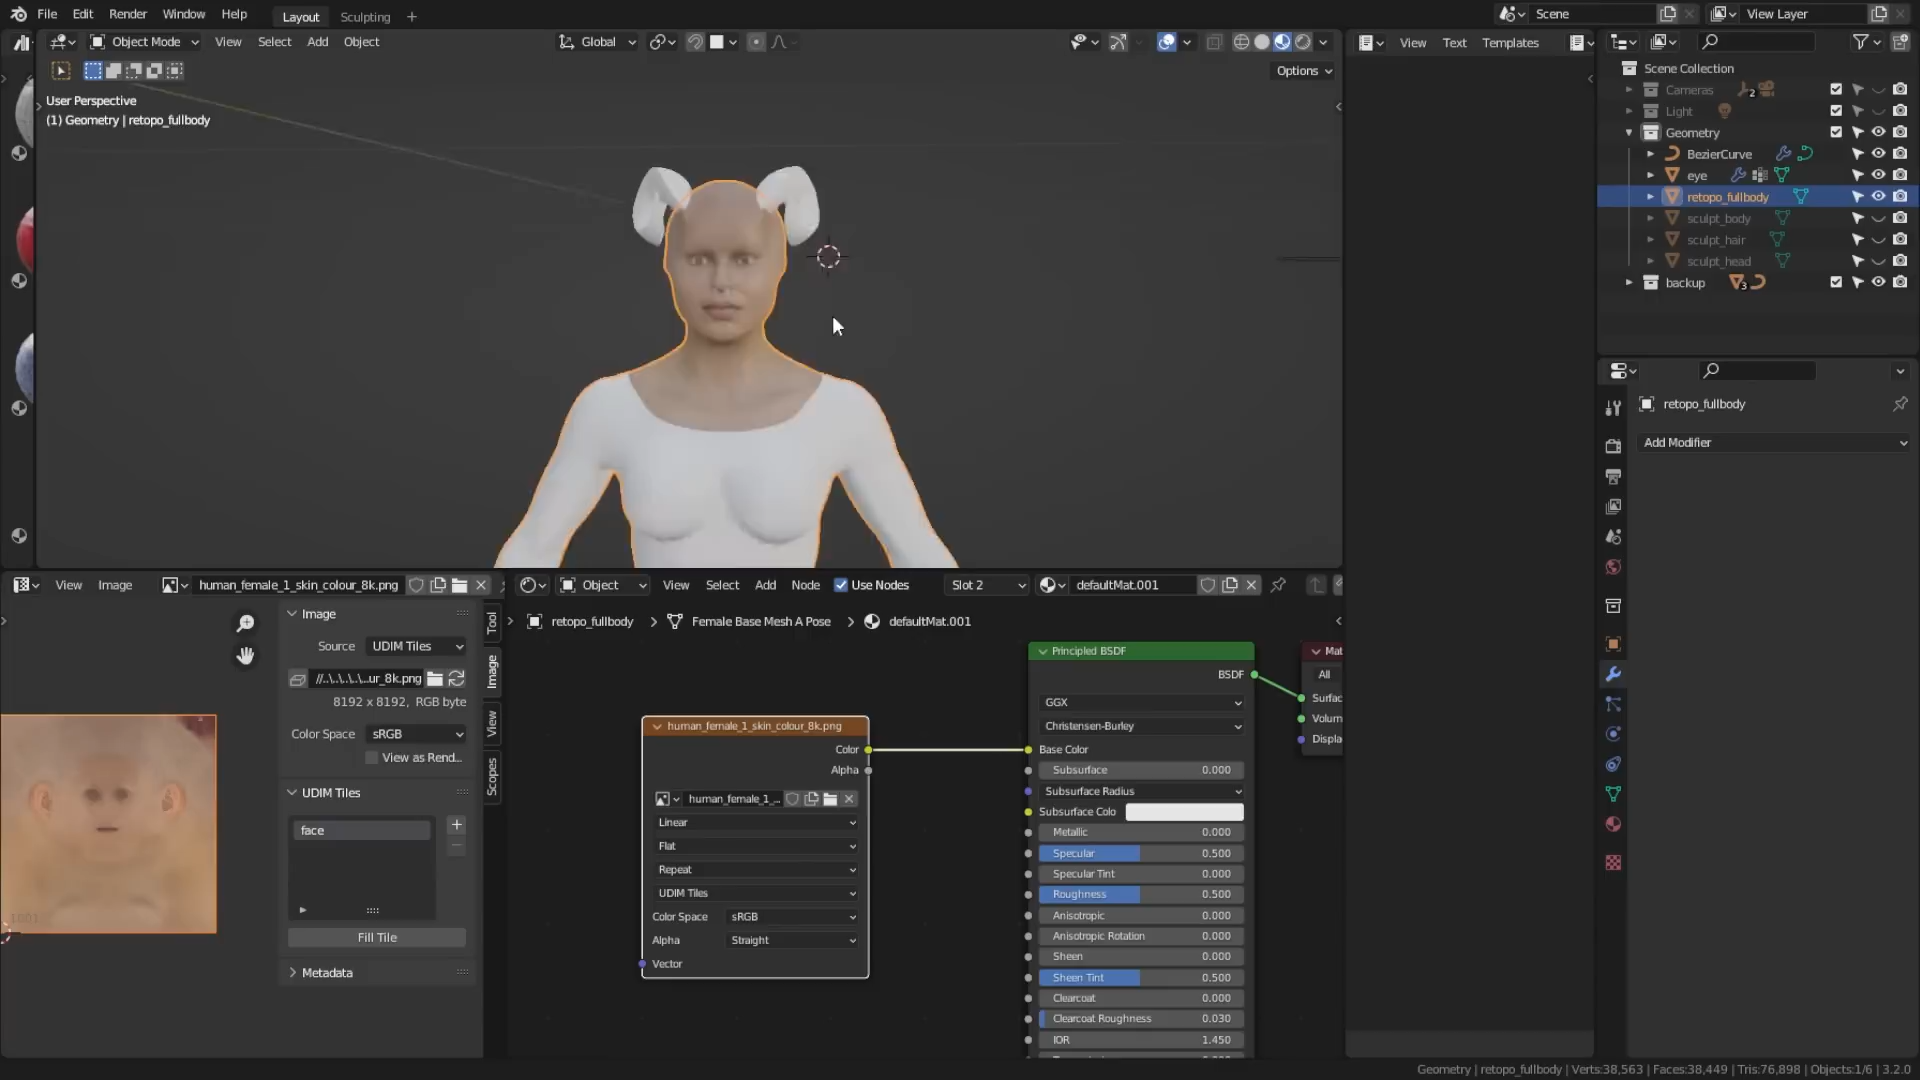 File Edit Render Window Help Layout Sculpting + Scene View Layer
Object Mode View Select Add Object Global View Text Templates
Options
User Perspective
(1) Geometry | retopo_fullbody
Scene Collection
Cameras 2
Light
Geometry
BezierCurve
eye
retopo_fullbody
sculpt_body
sculpt_hair
sculpt_head
backup 3
retopo_fullbody
Add Modifier
View Image human_female_1_skin_colour_8k.png
Image
Source UDIM Tiles
//..\..\..\..\...ur_8k.png
8192 x 8192, RGB byte
Color Space sRGB
View as Rend...
UDIM Tiles
face
Fill Tile
Metadata
1001
Tool
Image
View
Scopes
Object View Select Add Node Use Nodes Slot 2 defaultMat.001
retopo_fullbody > Female Base Mesh A Pose > defaultMat.001
human_female_1_skin_colour_8k.png
Color
Alpha
human_female_1_...
Linear
Flat
Repeat
UDIM Tiles
Color Space sRGB
Alpha Straight
Vector
Principled BSDF
BSDF
GGX
Christensen-Burley
Base Color
Subsurface 0.000
Subsurface Radius
Subsurface Colo
Metallic 0.000
Specular 0.500
Specular Tint 0.000
Roughness 0.500
Anisotropic 0.000
Anisotropic Rotation 0.000
Sheen 0.000
Sheen Tint 0.500
Clearcoat 0.000
Clearcoat Roughness 0.030
IOR 1.450
Mat
All
Surfac
Volum
Displa
Geometry | retopo_fullbody | Verts:38,563 | Faces:38,449 | Tris:76,898 | Objects:1/6 | 3.2.0